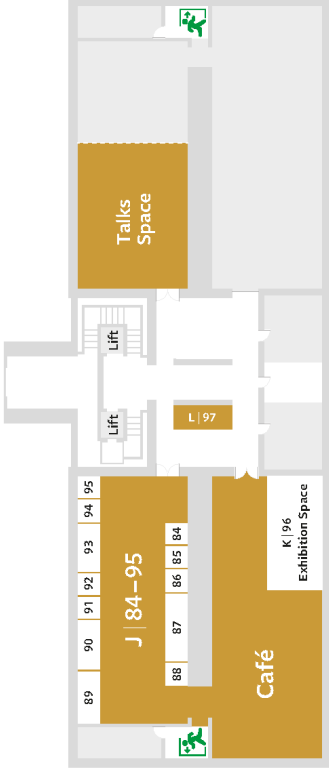 Talks
Space
Lift
Lift
L | 97
95
94
93
92
91
90
89
J | 84–95
84
85
86
87
88
K | 96
Exhibition Space
Café